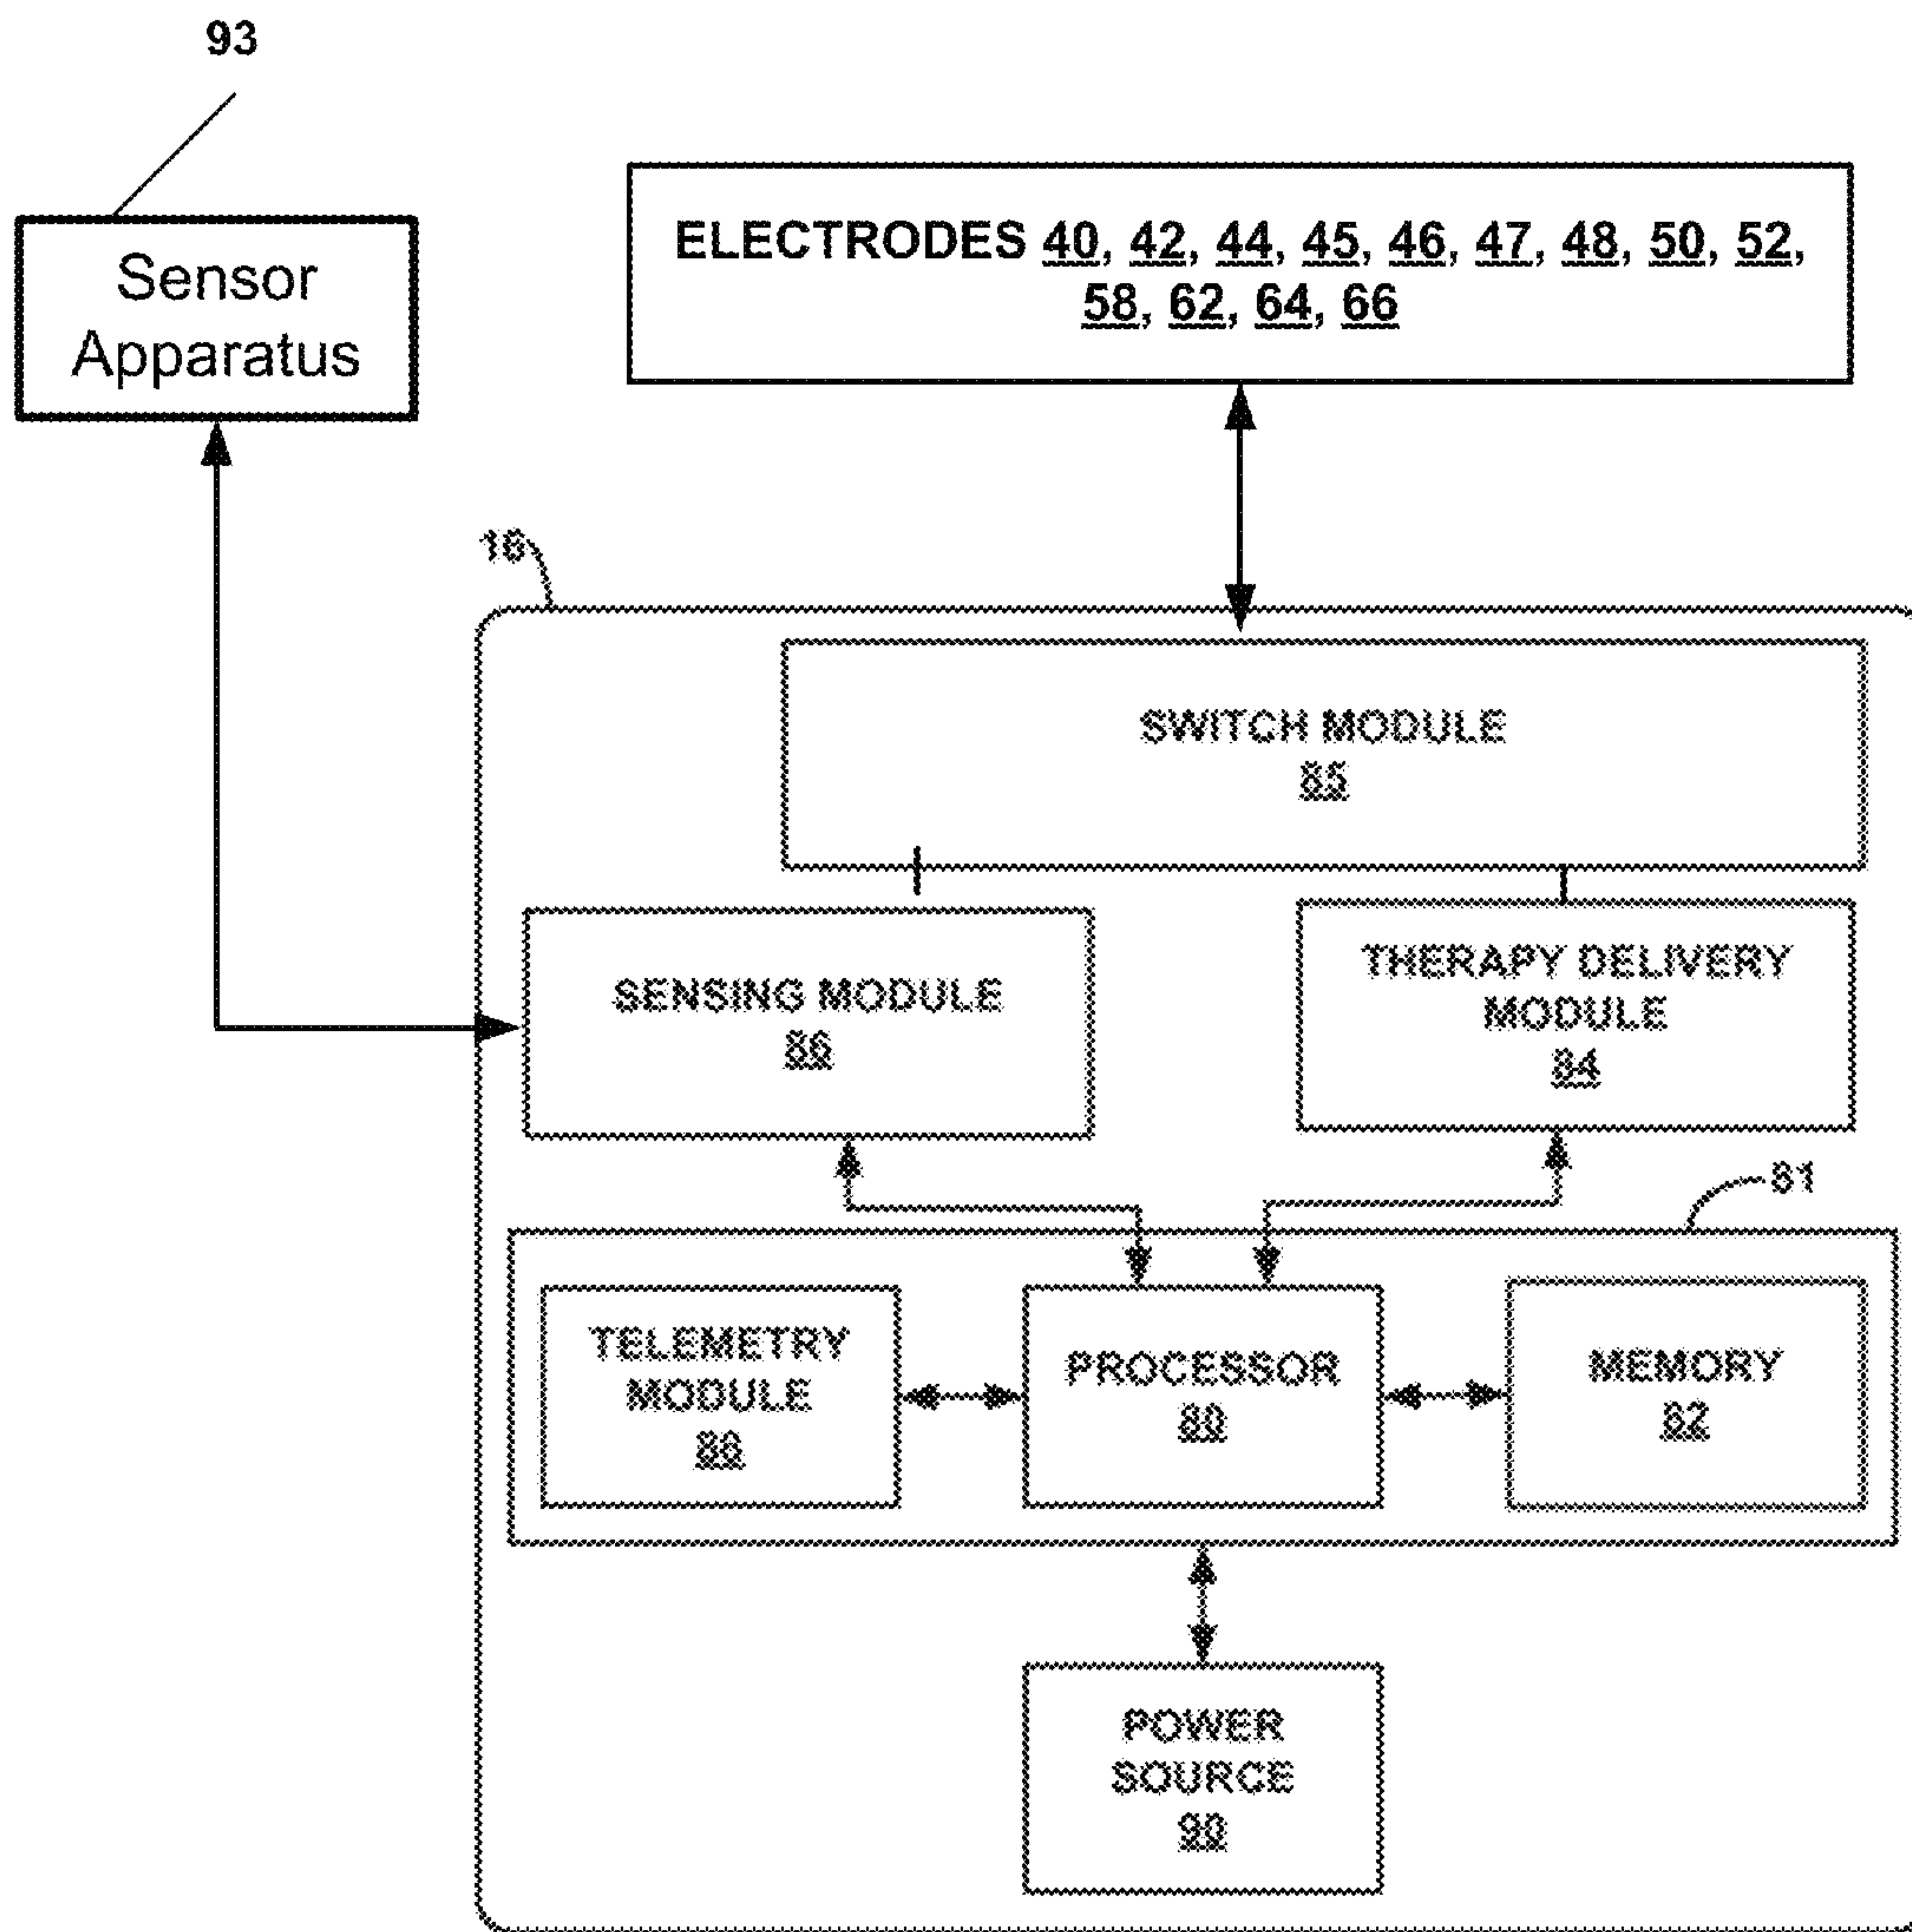 93
Sensor
Apparatus
ELECTRODES 40, 42, 44, 45, 46, 47, 48, 50, 52,
58, 62, 64, 66
16
SWITCH MODULE
85
SENSING MODULE
86
THERAPY DELIVERY
MODULE
84
81
TELEMETRY
MODULE
PROCESSOR
80
MEMORY
82
POWER
SOURCE
90